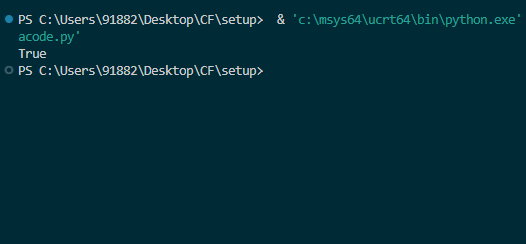 PS C:\Users\91882\Desktop\CF\setup>  & 'c:\msys64\ucrt64\bin\python.exe'
acode.py'
True
PS C:\Users\91882\Desktop\CF\setup>